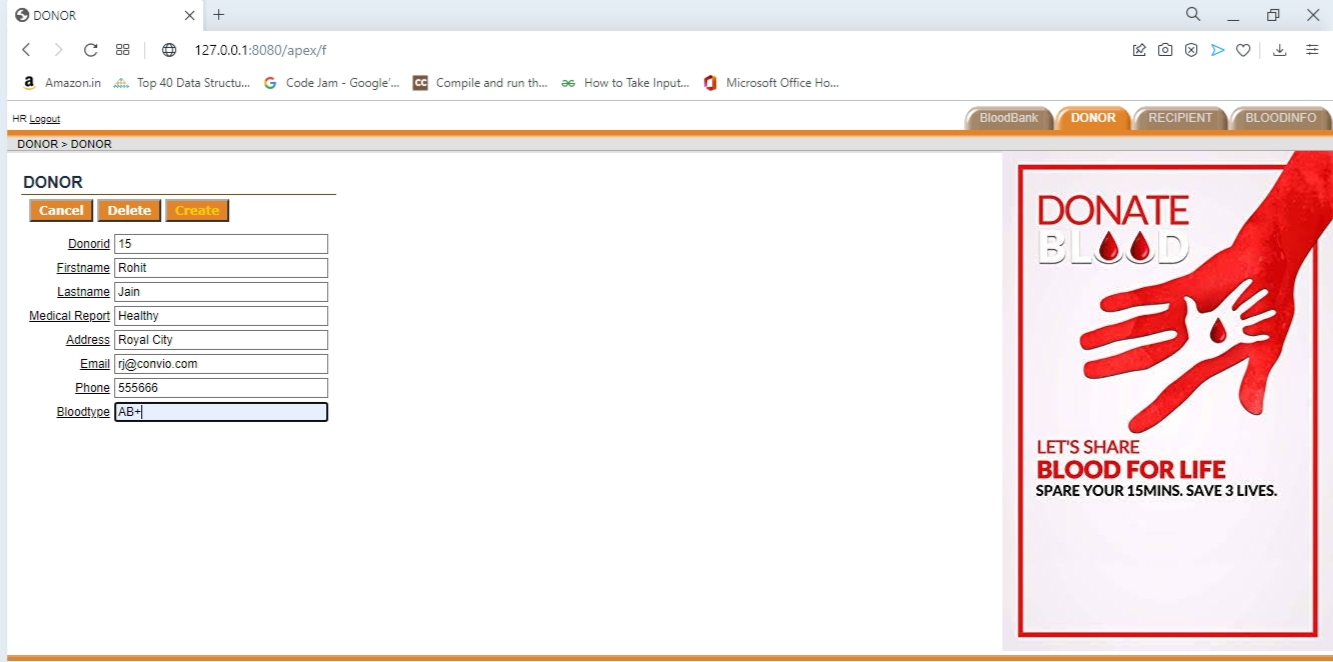 DONOR
127.0.0.1:8080/apex/f
Amazon.in Top 40 Data Structu... Code Jam - Google'... Compile and run th... How to Take Input... Microsoft Office Ho...
HR Logout
BloodBank DONOR RECIPIENT BLOODINFO
DONOR > DONOR
DONOR
Cancel Delete Create
Donorid 15
Firstname Rohit
Lastname Jain
Medical Report Healthy
Address Royal City
Email rj@convio.com
Phone 555666
Bloodtype AB+
DONATE
BLOOD
LET'S SHARE
BLOOD FOR LIFE
SPARE YOUR 15MINS. SAVE 3 LIVES.